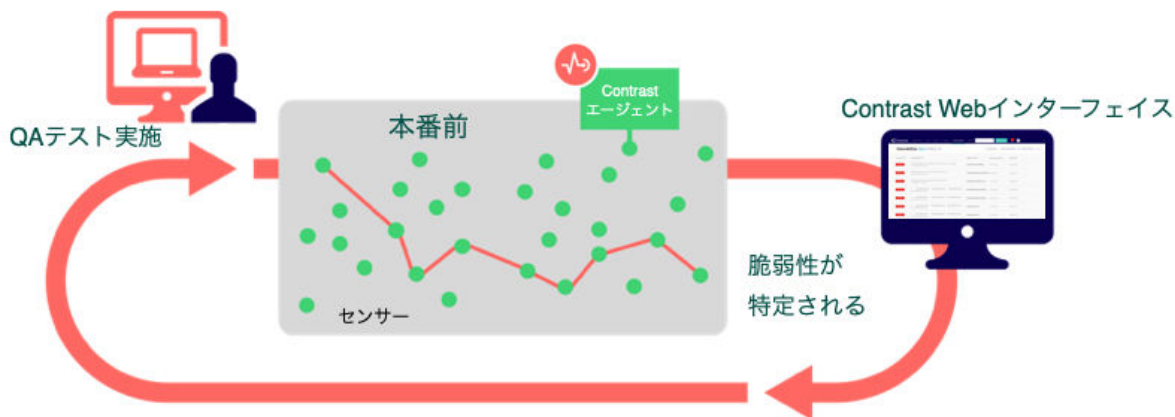 QAテスト実施
本番前
Contrast
エージェント
Contrast Webインターフェイス
センサー
脆弱性が
特定される